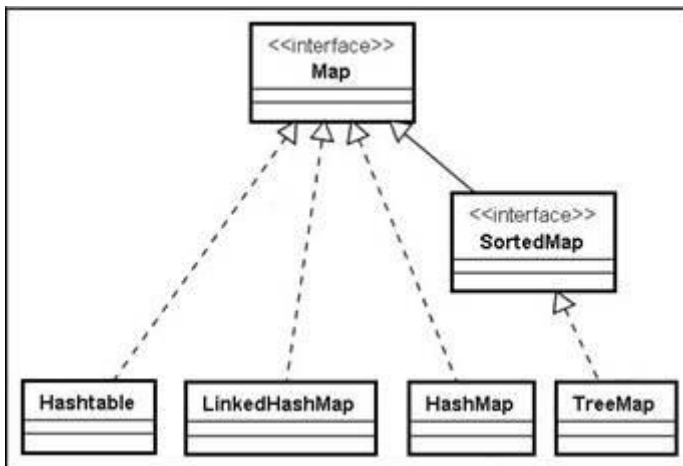 <<interface>>
Map
<<interface>>
SortedMap
Hashtable
LinkedHashMap
HashMap
TreeMap